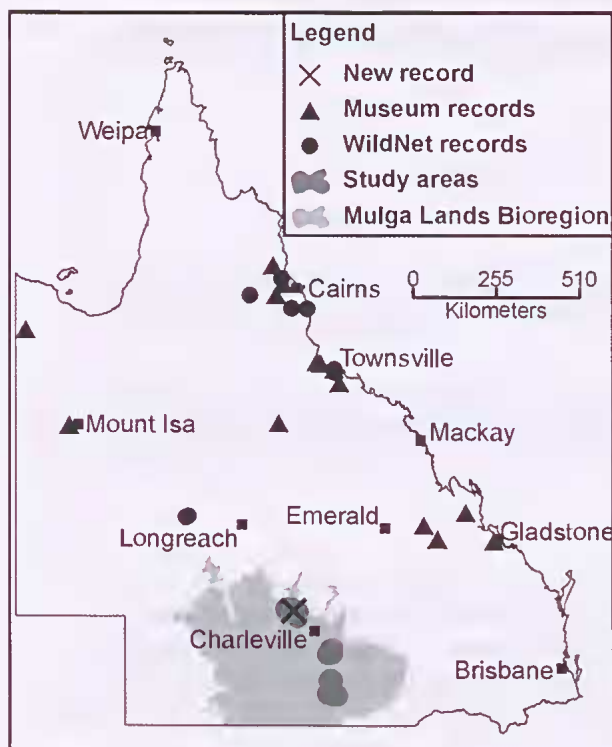 Legend
New record
Museum records
WildNet records
Study areas
Mulga Lands Bioregion
Weipa
Cairns
0 255 510
Kilometers
Townsville
Mount Isa
Mackay
Longreach
Emerald
Gladstone
Charleville
Brisbane